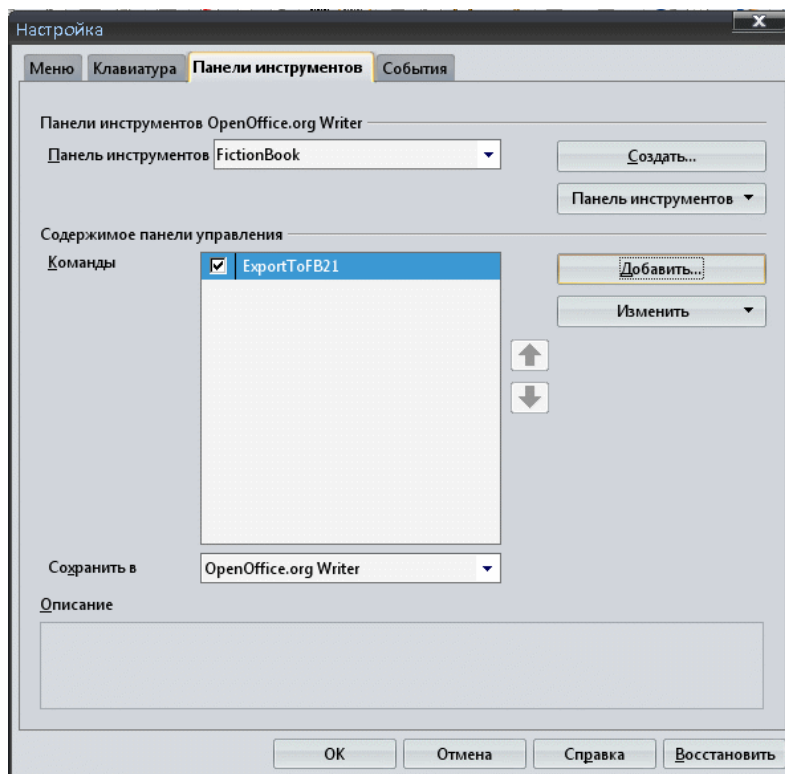 Настройка
x
Меню Клавиатура Панели инструментов События
Панели инструментов OpenOffice.org Writer
Панель инструментов FictionBook Создать...
Панель инструментов
Содержимое панели управления
Команды ExportToFB21 Добавить...
Изменить
Сохранить в OpenOffice.org Writer
Описание
OK Отмена Справка Восстановить